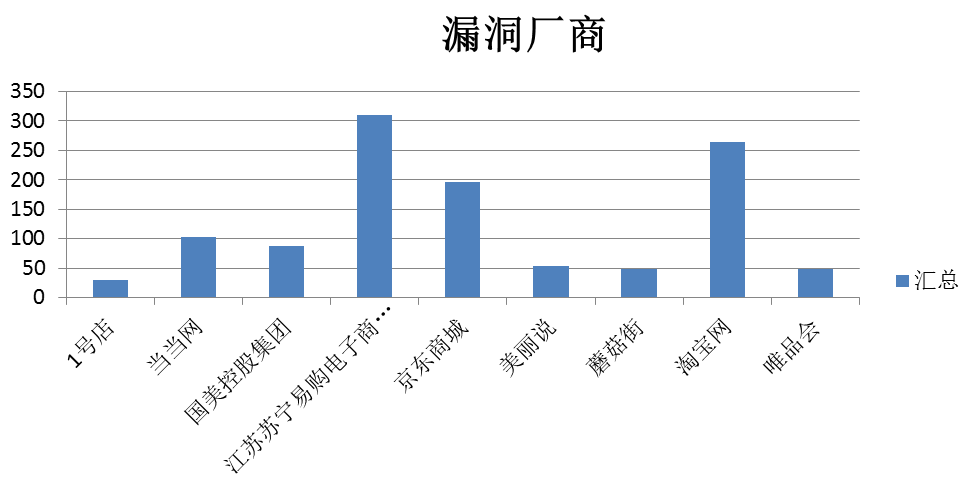 漏洞厂商
350
300
250
200
150
100
50
0
1号店
当当网
国美控股集团
江苏苏宁易购电子商…
京东商城
美丽说
蘑菇街
淘宝网
唯品会
汇总